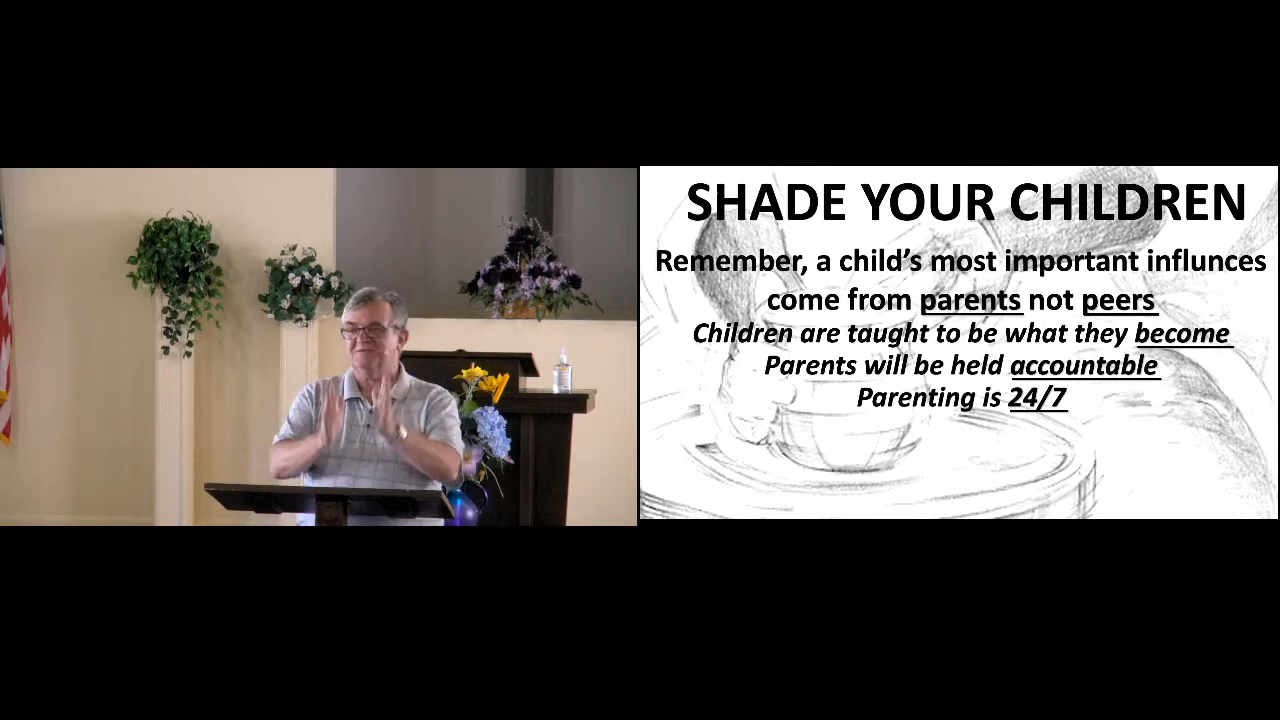 SHADE YOUR CHILDREN
Remember, a child's most important influnces
come from parents not peers
Children are taught to be what they become
Parents will be held accountable
Parenting is 24/7